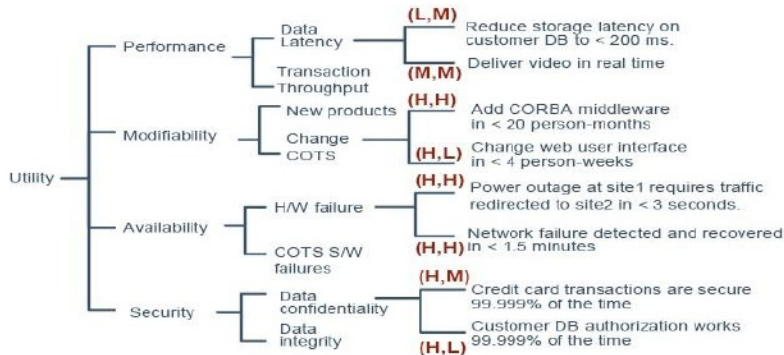 Utility
Performance
Data
Latency
(L,M)
Reduce storage latency on
customer DB to < 200 ms.
(M,M)
Deliver video in real time
Transaction
Throughput
Modifiability
New products
Change
COTS
(H,H)
Add CORBA middleware
in < 20 person-months
(H,L)
Change web user interface
in < 4 person-weeks
Availability
H/W failure
(H,H)
Power outage at site1 requires traffic
redirected to site2 in < 3 seconds.
(H,H)
Network failure detected and recovered
in < 1.5 minutes
COTS S/W
failures
Security
Data
confidentiality
(H,M)
Credit card transactions are secure
99.999% of the time
(H,L)
Customer DB authorization works
99.999% of the time
Data
integrity